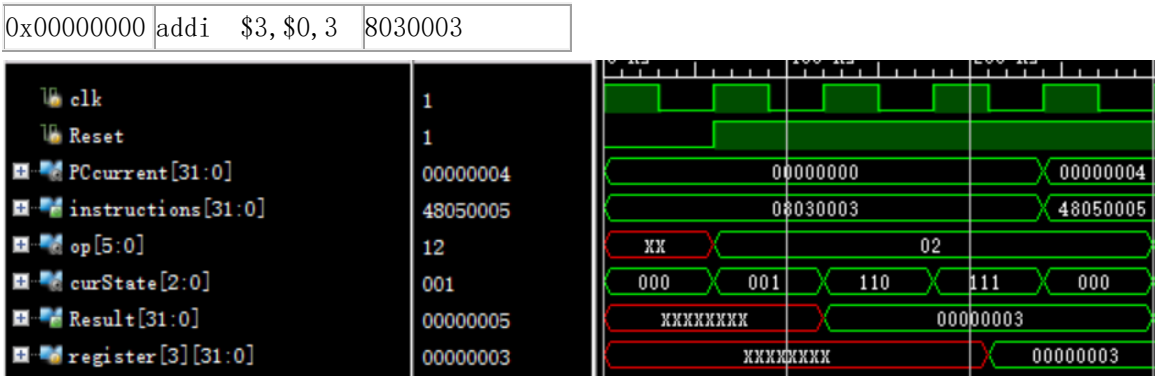 0x00000000 addi $3,$0,3 8030003
clk 1
Reset 1
PCcurrent[31:0] 00000004 00000000 00000004
instructions[31:0] 48050005 08030003 48050005
op[5:0] 12 XX 02
curState[2:0] 001 000 001 110 111 000
Result[31:0] 00000005 XXXXXXXX 00000003
register[3][31:0] 00000003 XXXXXXXX 00000003